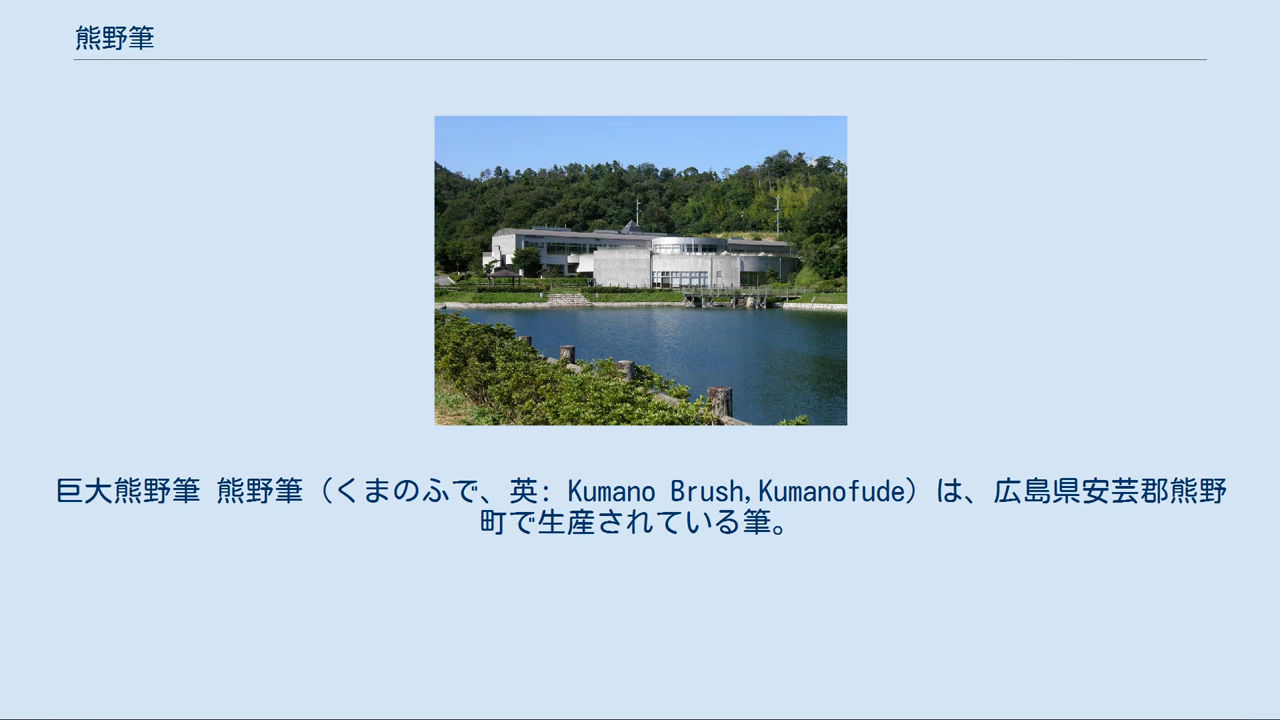 熊野筆
巨大熊野筆 熊野筆（くまのふで、英: Kumano Brush,Kumanofude）は、広島県安芸郡熊野
町で生産されている筆。